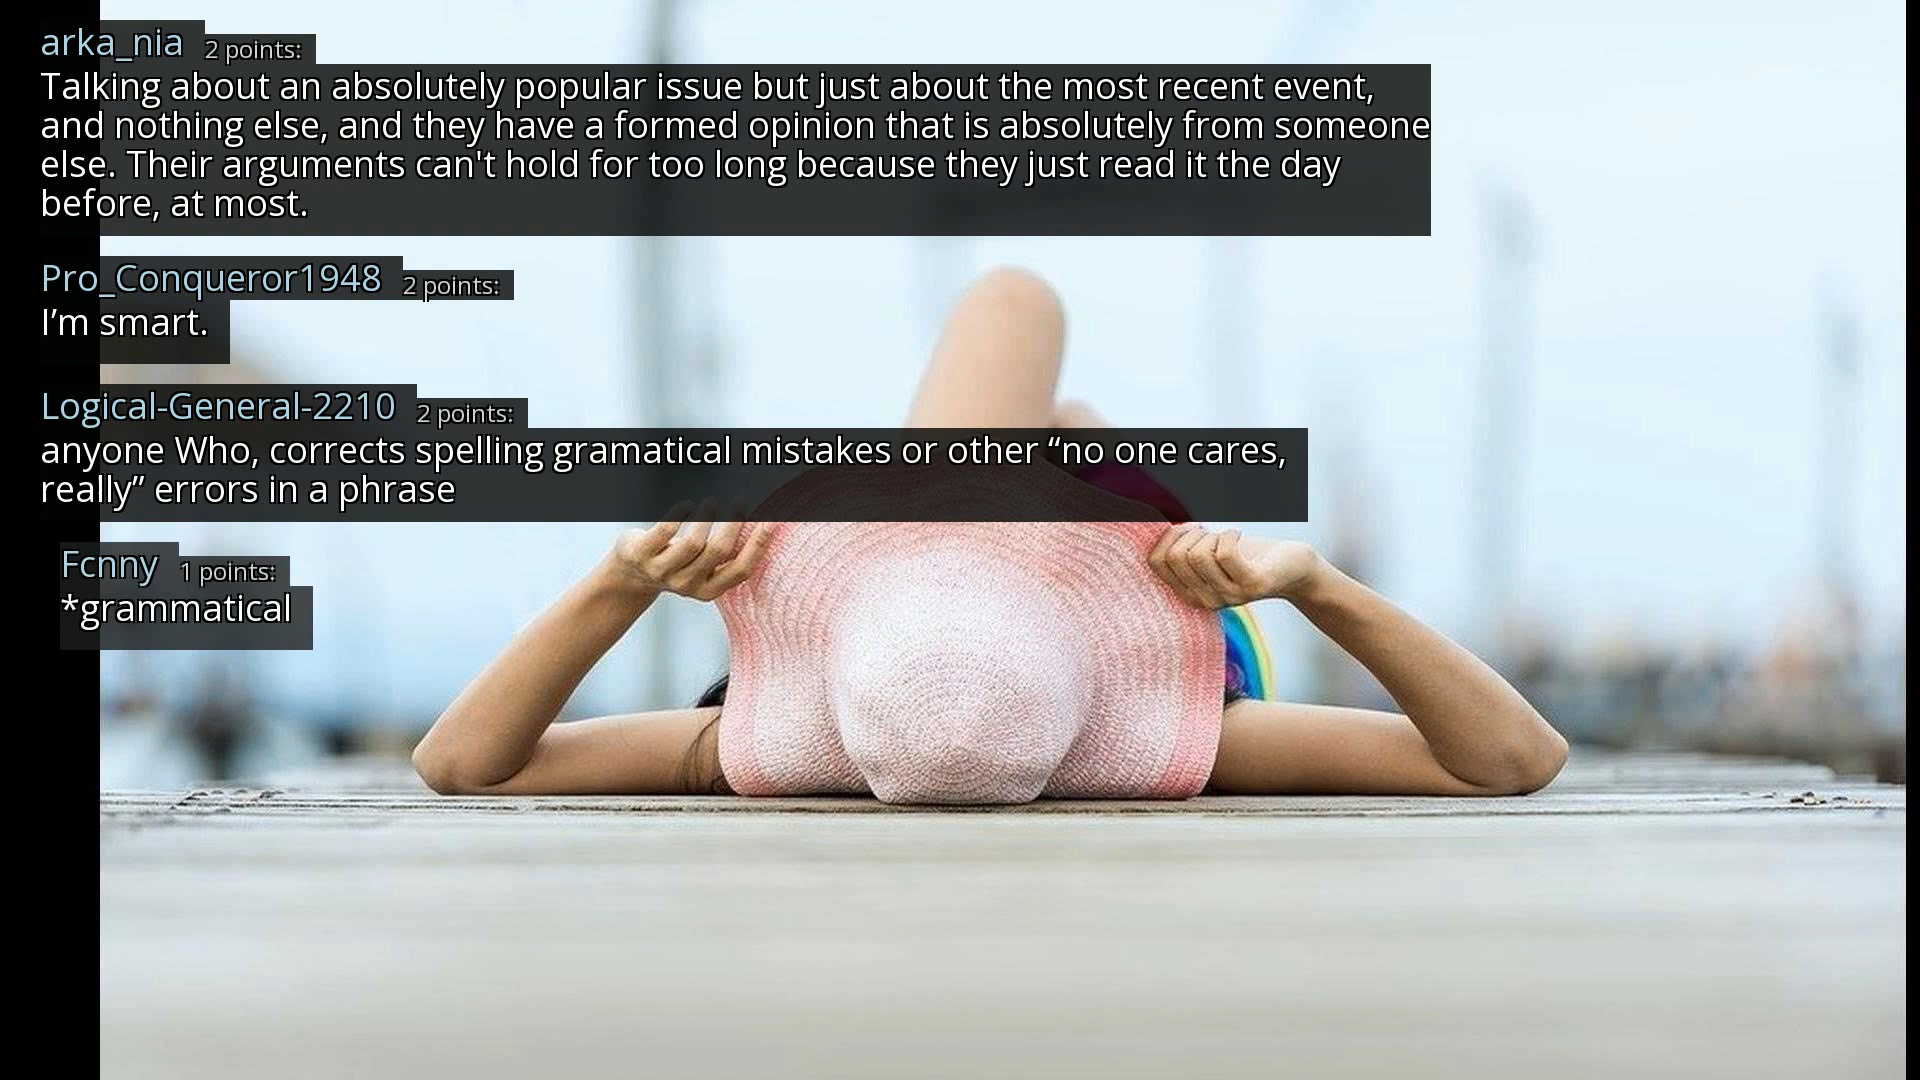 arka_nia 2 points:
Talking about an absolutely popular issue but just about the most recent event,
and nothing else, and they have a formed opinion that is absolutely from someone
else. Their arguments can't hold for too long because they just read it the day
before, at most.
Pro_Conqueror1948 2 points:
I’m smart.
Logical-General-2210 2 points:
anyone Who, corrects spelling gramatical mistakes or other “no one cares,
really” errors in a phrase
Fcnny 1 points:
*grammatical